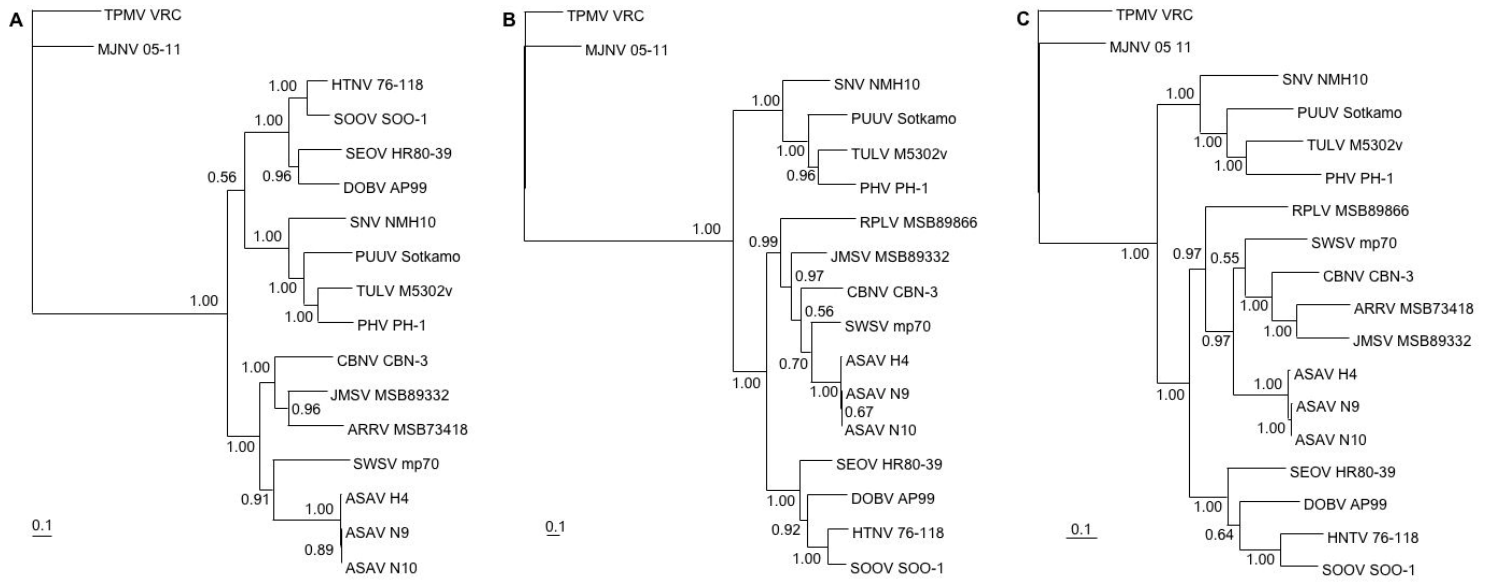 A
TPMV VRC
MJNV 05-11
1.00
HTNV 76-118
1.00
SOOV SOO-1
SEOV HR80-39
0.96
DOBV AP99
0.56
SNV NMH10
1.00
PUUV Sotkamo
1.00
TULV M5302v
1.00
PHV PH-1
1.00
CBNV CBN-3
1.00
JMSV MSB89332
0.96
ARRV MSB73418
1.00
SWSV mp70
0.91
ASAV H4
1.00
ASAV N9
0.89
ASAV N10
0.1
B
TPMV VRC
MJNV 05-11
SNV NMH10
1.00
PUUV Sotkamo
1.00
TULV M5302v
0.96
PHV PH-1
1.00
RPLV MSB89866
0.99
JMSV MSB89332
0.97
CBNV CBN-3
0.56
SWSV mp70
0.70
ASAV H4
1.00
ASAV N9
0.67
ASAV N10
1.00
SEOV HR80-39
1.00
DOBV AP99
0.92
HTNV 76-118
1.00
SOOV SOO-1
0.1
C
TPMV VRC
MJNV 05 11
SNV NMH10
1.00
PUUV Sotkamo
1.00
TULV M5302v
1.00
PHV PH-1
1.00
RPLV MSB89866
0.97
SWSV mp70
0.55
CBNV CBN-3
1.00
ARRV MSB73418
1.00
JMSV MSB89332
0.97
ASAV H4
1.00
ASAV N9
1.00
ASAV N10
1.00
SEOV HR80-39
1.00
DOBV AP99
0.64
HNTV 76-118
1.00
SOOV SOO-1
0.1